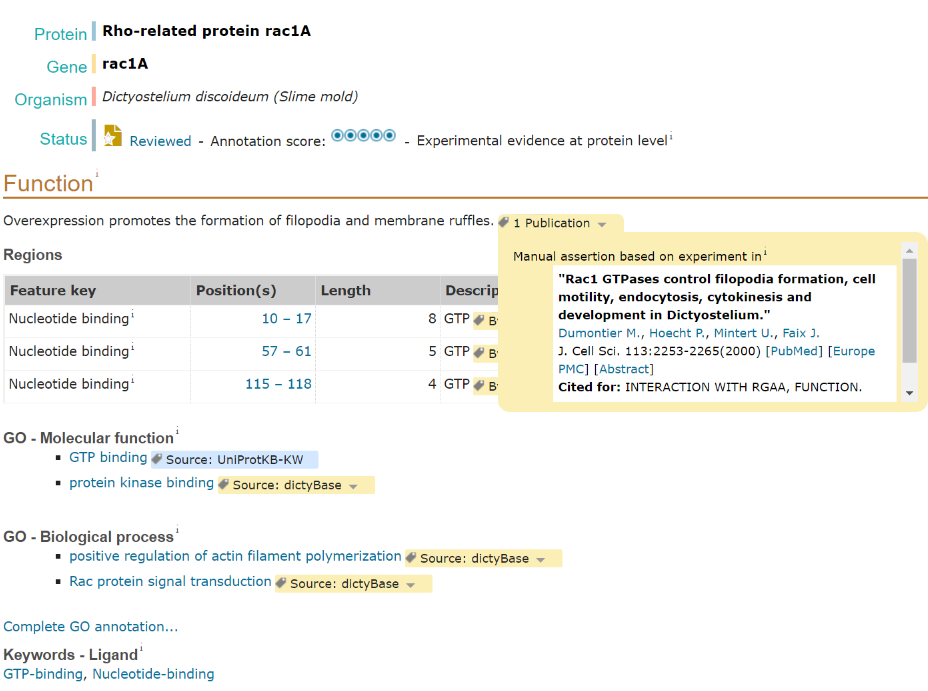 Protein Rho-related protein rac1A
Gene rac1A
Organism Dictyostelium discoideum (Slime mold)
Status Reviewed - Annotation score: - Experimental evidence at protein level i
Function i
Overexpression promotes the formation of filopodia and membrane ruffles. 1 Publication
Manual assertion based on experiment in i
"Rac1 GTPases control filopodia formation, cell
motility, endocytosis, cytokinesis and
development in Dictyostelium."
Dumontier M., Hoecht P., Mintert U., Faix J.
J. Cell Sci. 113:2253-2265(2000) [PubMed] [Europe
PMC] [Abstract]
Cited for: INTERACTION WITH RGAA, FUNCTION.
Regions
Feature key Position(s) Length Descrip
Nucleotide binding i 10 – 17 8 GTP B
Nucleotide binding i 57 – 61 5 GTP B
Nucleotide binding i 115 – 118 4 GTP B
GO - Molecular function i
GTP binding Source: UniProtKB-KW
protein kinase binding Source: dictyBase
GO - Biological process i
positive regulation of actin filament polymerization Source: dictyBase
Rac protein signal transduction Source: dictyBase
Complete GO annotation...
Keywords - Ligand i
GTP-binding, Nucleotide-binding